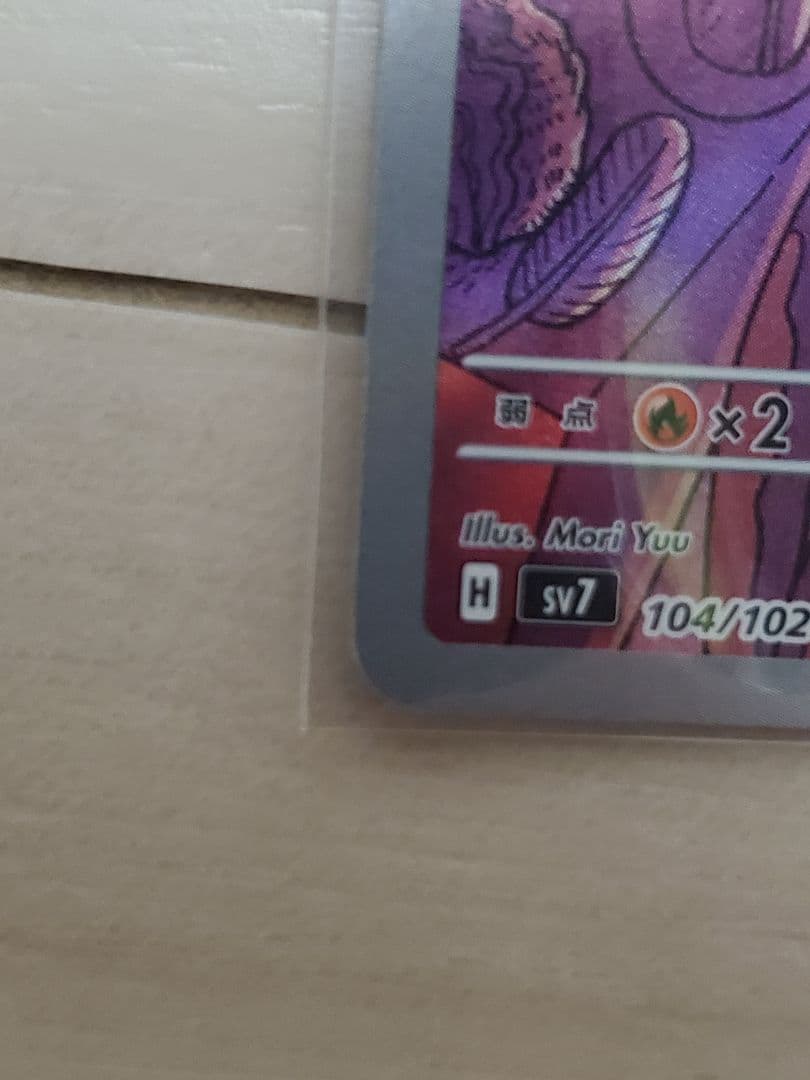 弱 点 ×2
Illus. Mori Yuu
H SV7 104/102